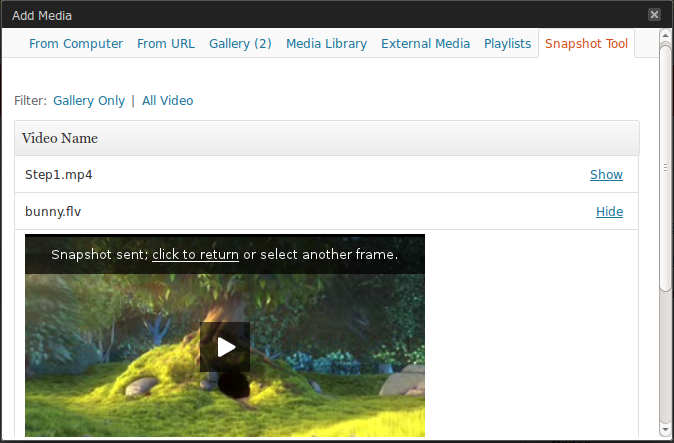 Add Media
From Computer From URL Gallery (2) Media Library External Media Playlists Snapshot Tool
Filter: Gallery Only | All Video
Video Name
Step1.mp4 Show
bunny.flv Hide
Snapshot sent; click to return or select another frame.